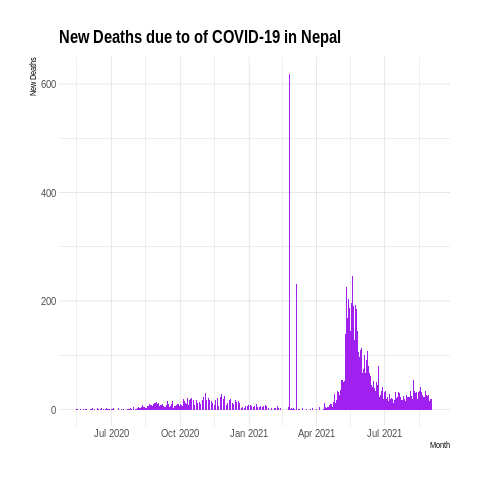 New Deaths due to of COVID-19 in Nepal
New Deaths
600
400
200
0
Jul 2020 Oct 2020 Jan 2021 Apr 2021 Jul 2021
Month